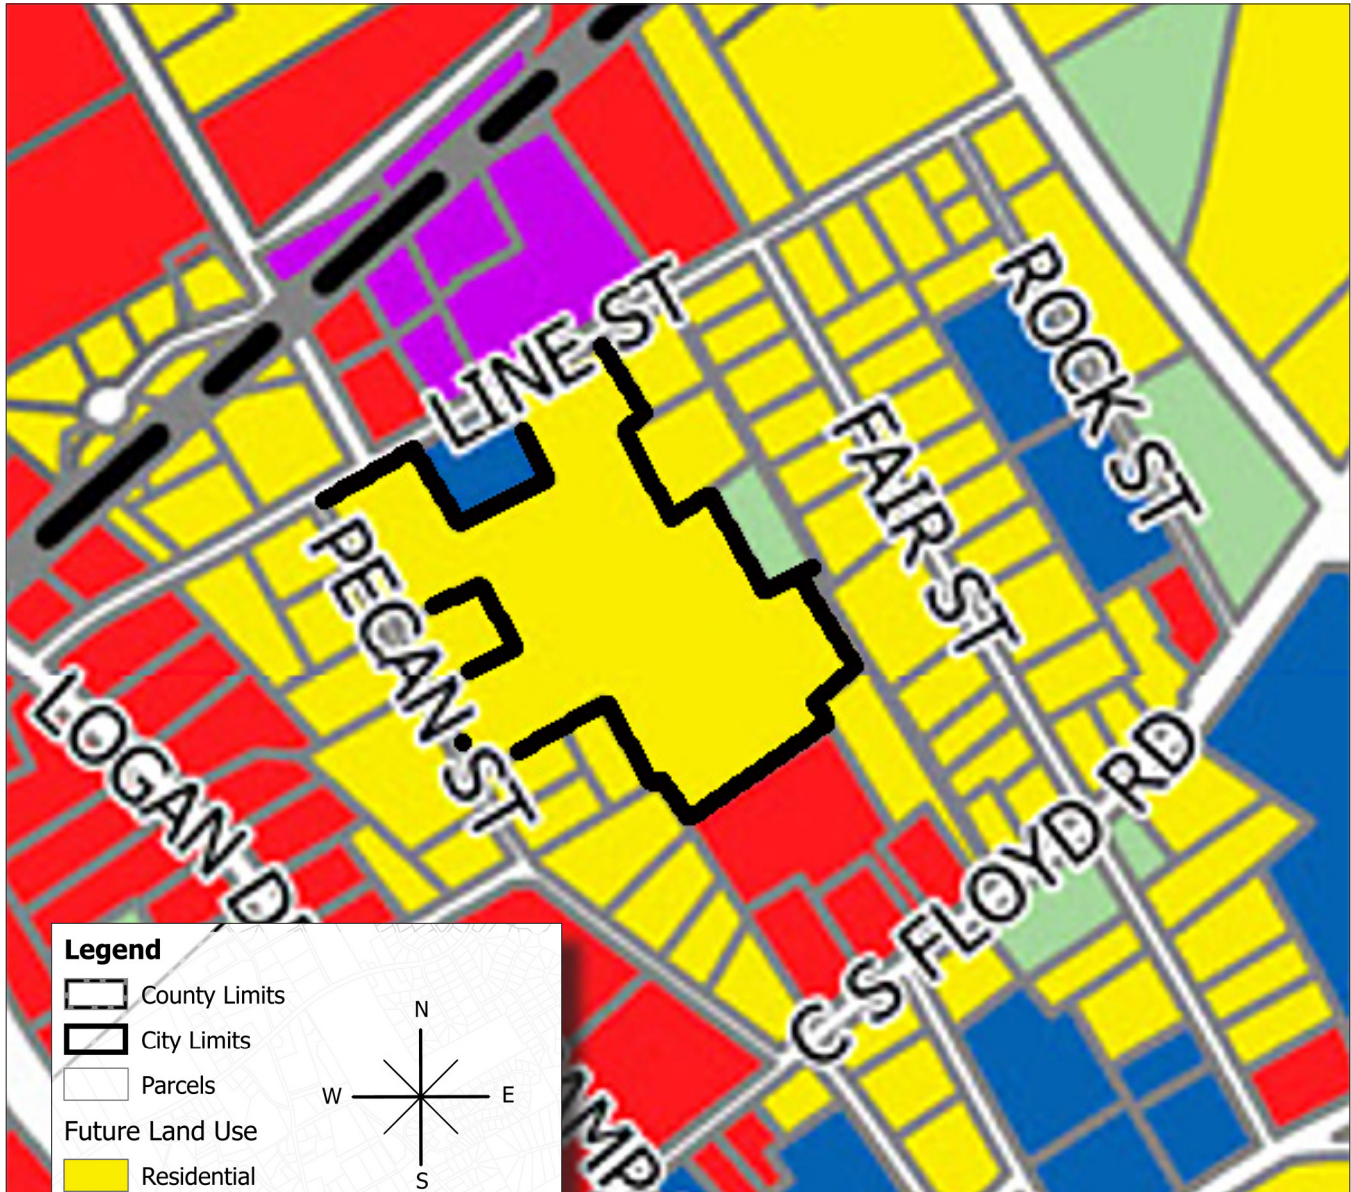 LINE ST
ROCK ST
FAIR ST
PECAN ST
LOGAN D
C S FLOYD RD
MP
Legend
County Limits
City Limits
Parcels
Future Land Use
Residential
N
W E
S